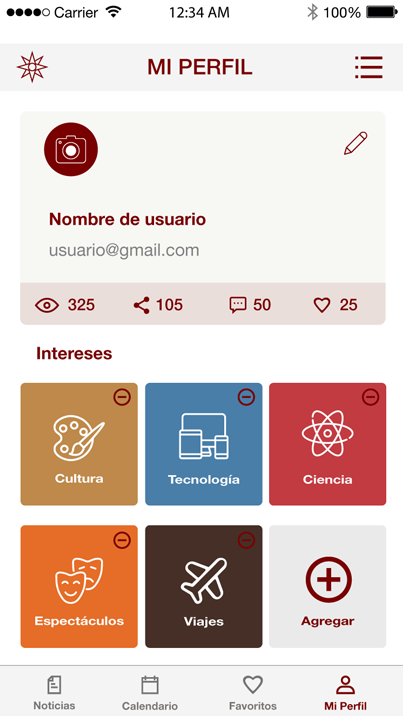 Carrier 12:34 AM 100%
MI PERFIL
Nombre de usuario
usuario@gmail.com
325 105 50 25
Intereses
Cultura Tecnología Ciencia
Espectáculos Viajes Agregar
Noticias Calendario Favoritos Mi Perfil